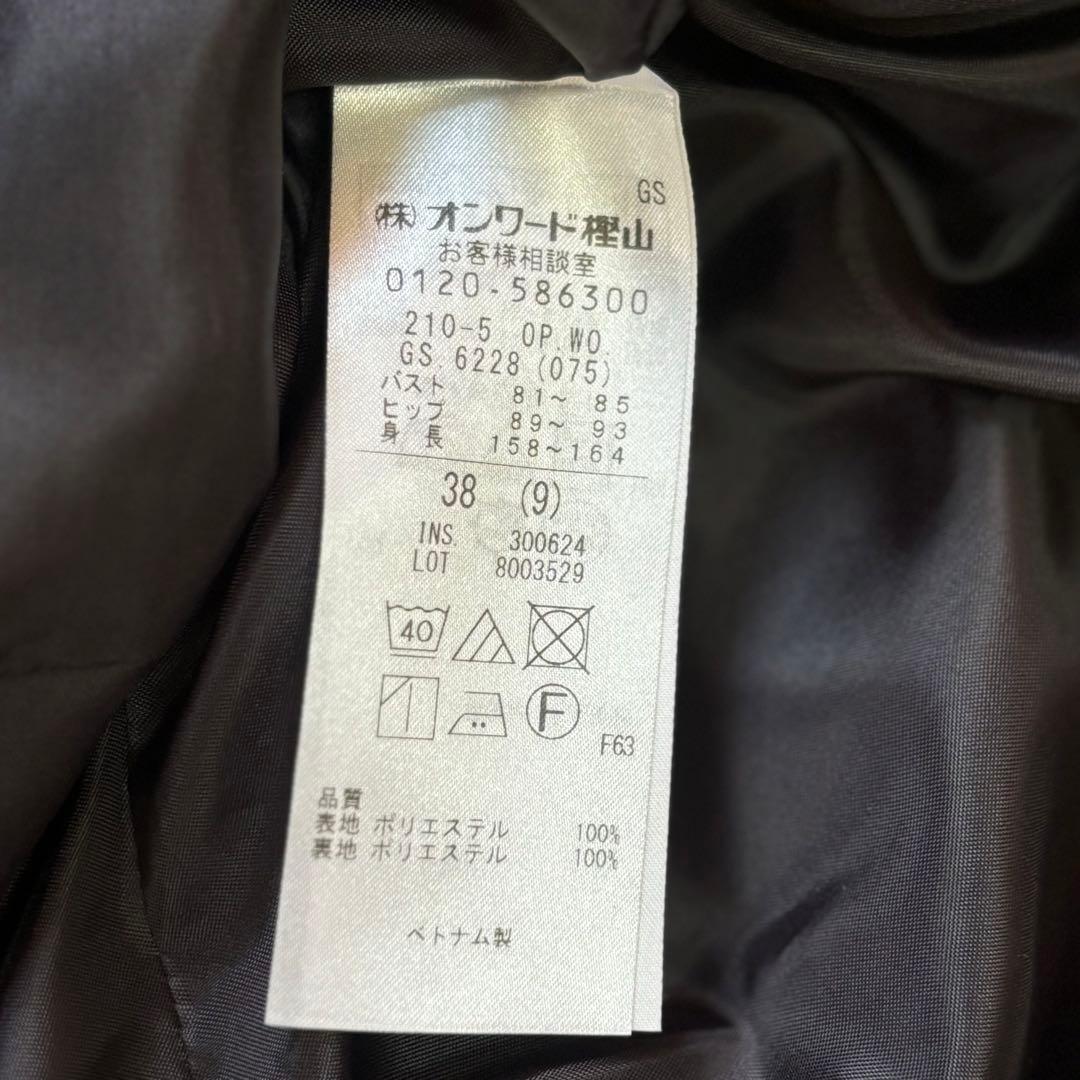 GS
(株)オンワード樫山
お客様相談室
0120-586300
210-5 OP.WO.
GS.6228 (075)
バスト 81～ 85
ヒップ 89～ 93
身長 158～164
38 (9)
INS 300624
LOT 8003529
40
F
F63
品質
表地 ポリエステル 100%
裏地 ポリエステル 100%
ベトナム製